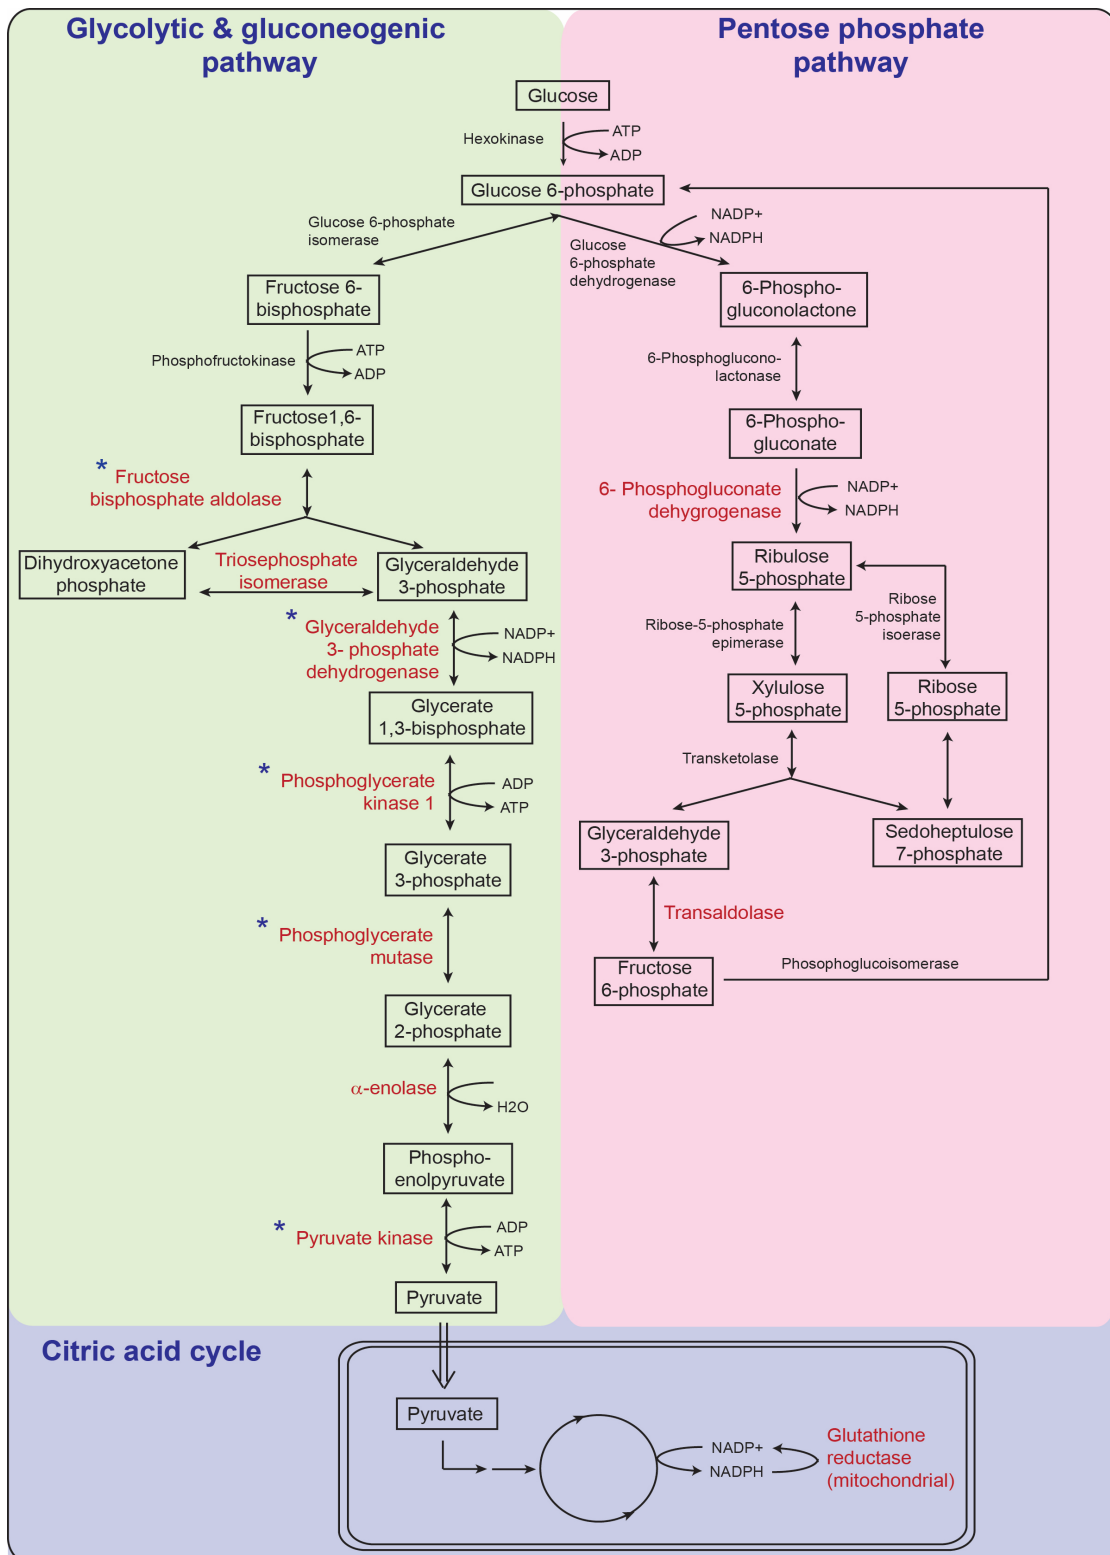 Glycolytic & gluconeogenic
pathway
Pentose phosphate
pathway
Glucose
Hexokinase
ATP
ADP
Glucose 6-phosphate
Glucose 6-phosphate
isomerase
NADP+
NADPH
Glucose
6-phosphate
dehydrogenase
Fructose 6-
bisphosphate
6-Phospho-
gluconolactone
Phosphofructokinase
ATP
ADP
6-Phosphoglucono-
lactonase
Fructose1,6-
bisphosphate
6-Phospho-
gluconate
* Fructose
bisphosphate aldolase
6- Phosphogluconate
dehygrogenase
NADP+
NADPH
Dihydroxyacetone
phosphate
Triosephosphate
isomerase
Glyceraldehyde
3-phosphate
Ribulose
5-phosphate
* Glyceraldehyde
3- phosphate
dehydrogenase
NADP+
NADPH
Ribose-5-phosphate
epimerase
Ribose
5-phosphate
isoerase
Glycerate
1,3-bisphosphate
Xylulose
5-phosphate
Ribose
5-phosphate
* Phosphoglycerate
kinase 1
ADP
ATP
Transketolase
Glycerate
3-phosphate
Glyceraldehyde
3-phosphate
Sedoheptulose
7-phosphate
* Phosphoglycerate
mutase
Transaldolase
Glycerate
2-phosphate
Fructose
6-phosphate
Phosophoglucoisomerase
α-enolase
H2O
Phospho-
enolpyruvate
* Pyruvate kinase
ADP
ATP
Pyruvate
Citric acid cycle
Pyruvate
NADP+
NADPH
Glutathione
reductase
(mitochondrial)